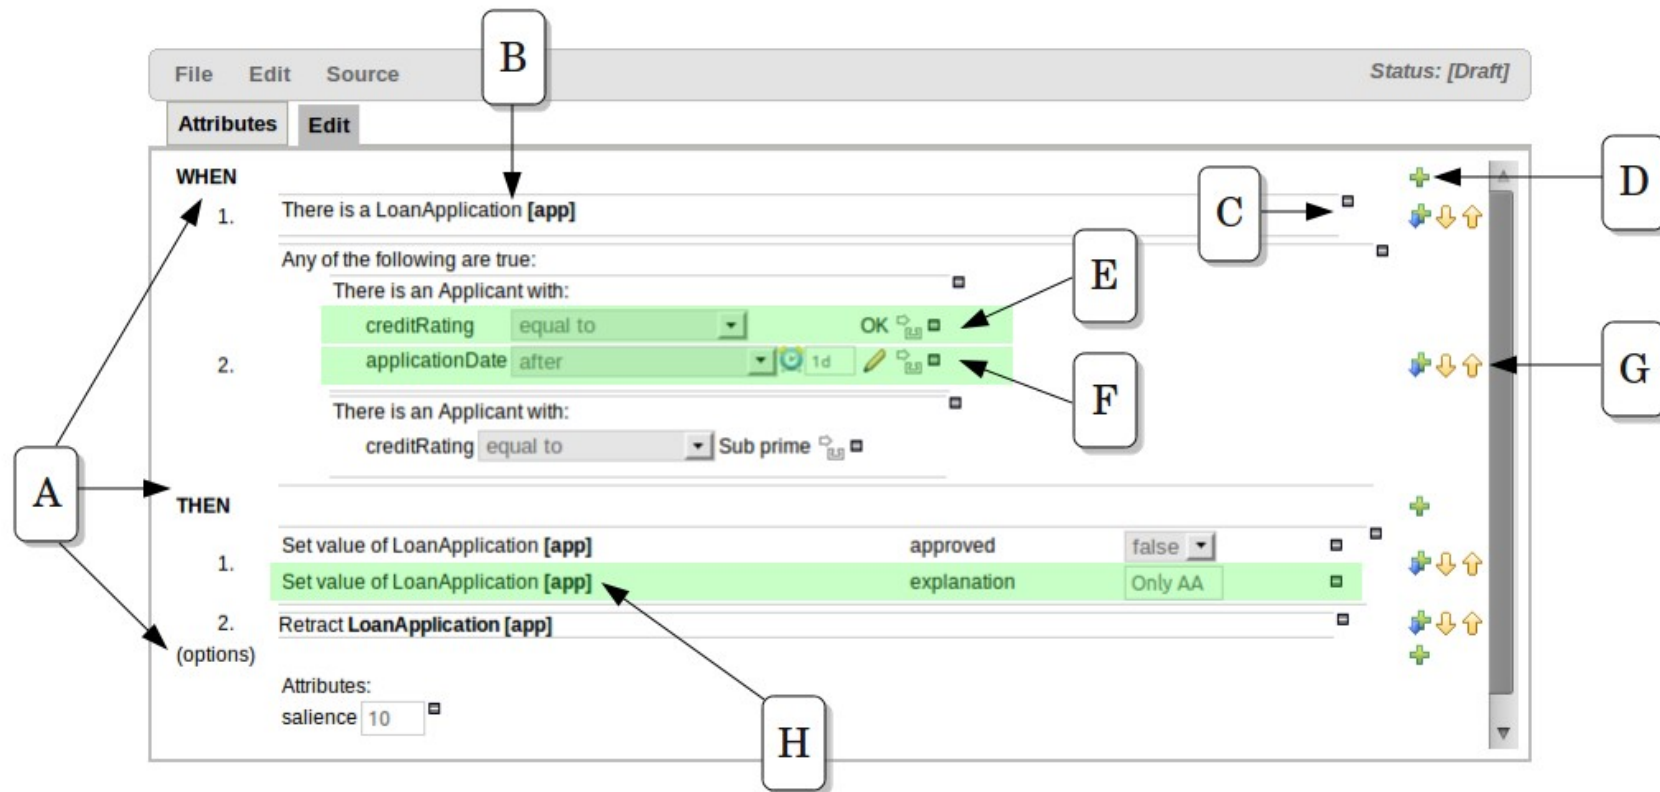 B
File Edit Source Status: [Draft]
Attributes Edit
WHEN
D
1. There is a LoanApplication [app]
C
Any of the following are true:
E
There is an Applicant with:
creditRating equal to OK
2. applicationDate after 1d
G
F
There is an Applicant with:
creditRating equal to Sub prime
A
THEN
1. Set value of LoanApplication [app] approved false
Set value of LoanApplication [app] explanation Only AA
2. Retract LoanApplication [app]
(options)
Attributes:
salience 10
H